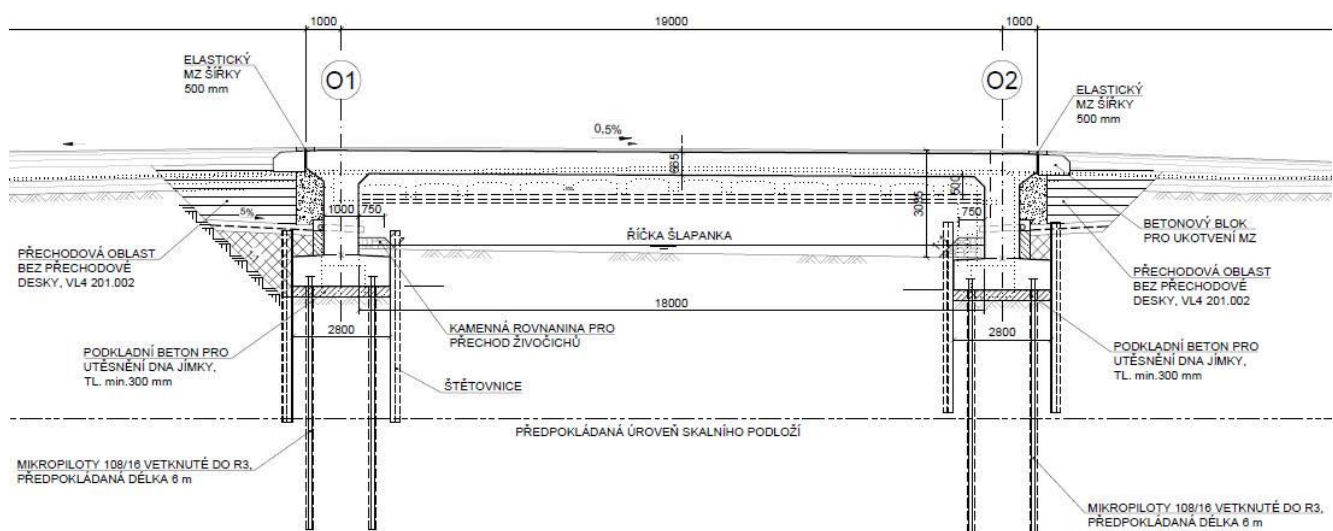 1000
19000
1000
ELASTICKÝ
MZ ŠÍŘKY
500 mm
O1
O2
ELASTICKÝ
MZ ŠÍŘKY
500 mm
0,5%
665
500
3085
1000
750
750
5%
ŘÍČKA ŠLAPANKA
BETONOVÝ BLOK
PRO UKOTVENÍ MZ
PŘECHODOVÁ OBLAST
BEZ PŘECHODOVÉ
DESKY, VL4 201.002
PŘECHODOVÁ OBLAST
BEZ PŘECHODOVÉ
DESKY, VL4 201.002
18000
2800
2800
KAMENNÁ ROVNANINA PRO
PŘECHOD ŽIVOČICHŮ
PODKLADNÍ BETON PRO
UTĚSNĚNÍ DNA JÍMKY,
TL. min.300 mm
PODKLADNÍ BETON PRO
UTĚSNĚNÍ DNA JÍMKY,
TL. min.300 mm
ŠTĚTOVNICE
PŘEDPOKLÁDANÁ ÚROVEŇ SKALNÍHO PODLOŽÍ
MIKROPILOTY 108/16 VETKNUTÉ DO R3,
PŘEDPOKLÁDANÁ DÉLKA 6 m
MIKROPILOTY 108/16 VETKNUTÉ DO R3,
PŘEDPOKLÁDANÁ DÉLKA 6 m